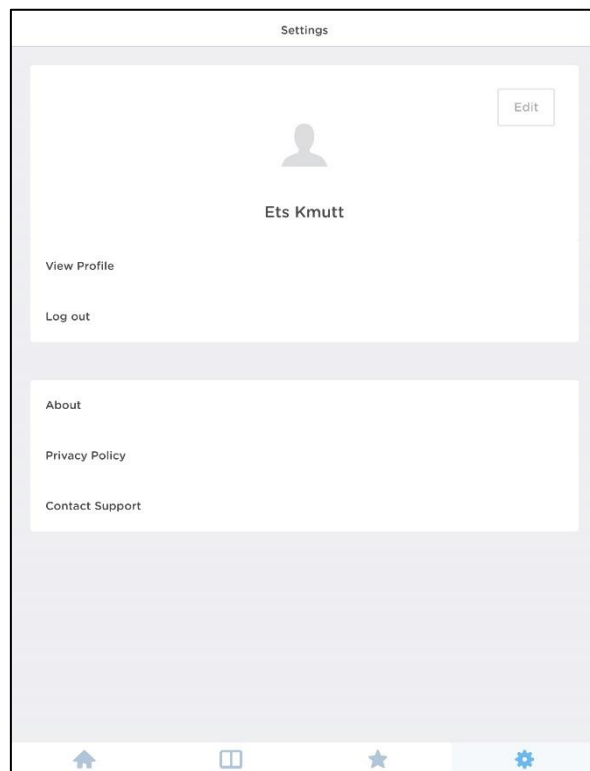 Settings
Edit
Ets Kmutt
View Profile
Log out
About
Privacy Policy
Contact Support